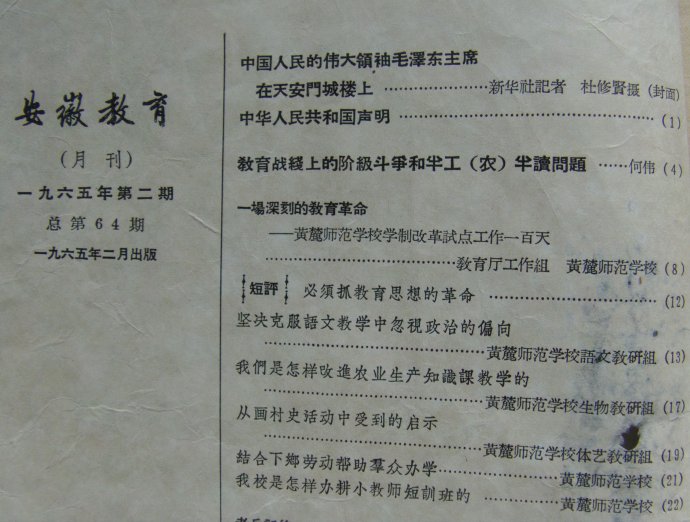 安徽教育
(月刊)
一九六五年第二期
总第64期
一九六五年二月出版
中国人民的伟大領袖毛澤东主席
在天安門城楼上 ……………… 新华社記者 杜修賢摄 (封面)
中华人民共和国声明 ……………… (1)
教育战綫上的阶級斗爭和半工(农)半讀問題 ……何伟 (4)
一場深刻的教育革命
——黃麓师范学校学制改革試点工作一百天
……………… 教育厅工作組 黃麓师范学校 (8)
短評 必須抓教育思想的革命 ……………… (12)
坚决克服語文教学中忽視政治的偏向
……………… 黃麓师范学校語文教研組 (13)
我們是怎样改進农业生产知識課教学的
……………… 黃麓师范学校生物教研組 (17)
从画村史活动中受到的启示
……………… 黃麓师范学校体艺教研組 (19)
結合下鄉劳动帮助羣众办学 ……… 黃麓师范学校 (21)
我校是怎样办耕小教师短訓班的 ……… 黃麓师范学校 (22)